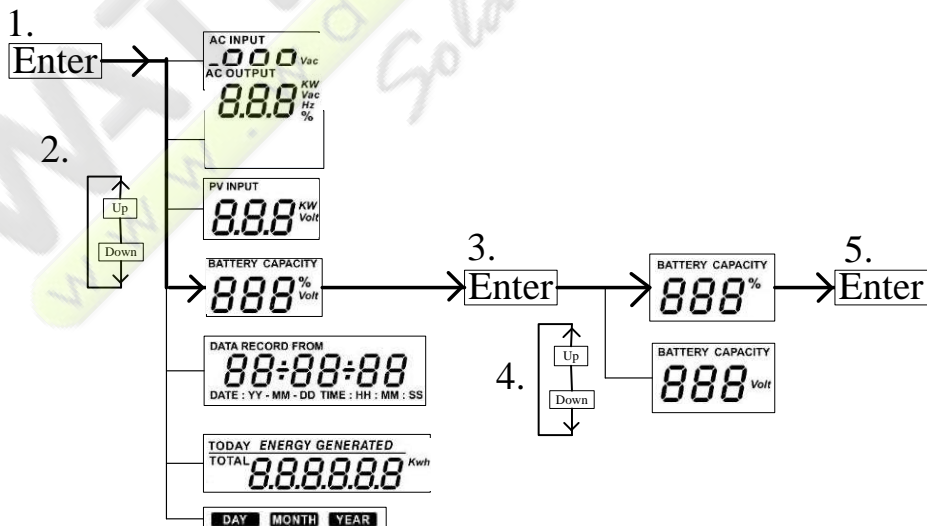 1.
Enter
2.
Up
Down
AC INPUT
_000 Vac
AC OUTPUT
8.8.8 KW
Vac
Hz
%
PV INPUT
8.8.8 KW
Volt
BATTERY CAPACITY
888 %
Volt
DATA RECORD FROM
88:88:88
DATE : YY - MM - DD TIME : HH : MM : SS
TODAY ENERGY GENERATED
TOTAL 8.8.8.8.8.8 Kwh
DAY MONTH YEAR
3.
Enter
4.
Up
Down
BATTERY CAPACITY
888 %
BATTERY CAPACITY
888 Volt
5.
Enter